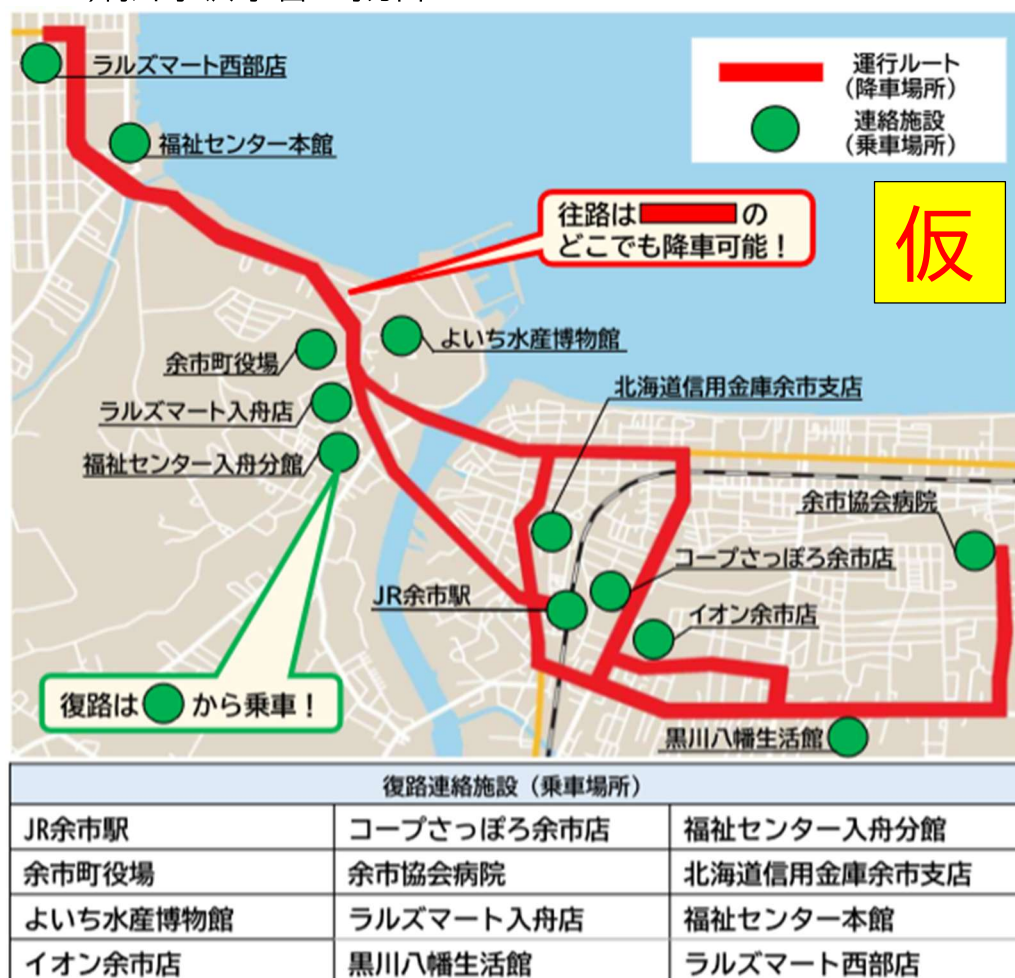 ラルズマート西部店
福祉センター本館
運行ルート
(降車場所)
連絡施設
(乗車場所)
仮
往路は の
どこでも降車可能！
よいち水産博物館
余市町役場
北海道信用金庫余市支店
ラルズマート入舟店
福祉センター入舟分館
余市協会病院
コープさっぽろ余市店
JR余市駅
イオン余市店
復路は から乗車！
黒川八幡生活館
復路連絡施設（乗車場所）
JR余市駅 コープさっぽろ余市店 福祉センター入舟分館
余市町役場 余市協会病院 北海道信用金庫余市支店
よいち水産博物館 ラルズマート入舟店 福祉センター本館
イオン余市店 黒川八幡生活館 ラルズマート西部店